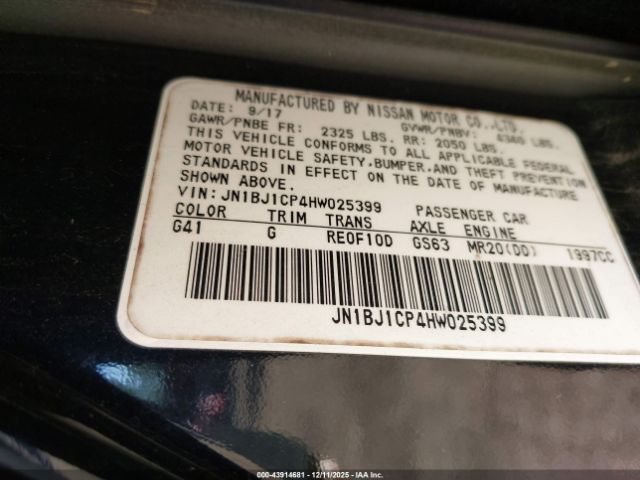 MANUFACTURED BY NISSAN MOTOR CO.,LTD.
DATE: 9/17 GVWR/PNBV: 4360 LBS.
GAWR/PNBE FR: 2325 LBS. RR: 2050 LBS.
THIS VEHICLE CONFORMS TO ALL APPLICABLE FEDERAL
MOTOR VEHICLE SAFETY,BUMPER,AND THEFT PREVENTION
STANDARDS IN EFFECT ON THE DATE OF MANUFACTURE
SHOWN ABOVE.
VIN: JN1BJ1CP4HW025399 PASSENGER CAR
COLOR TRIM TRANS AXLE ENGINE
G41 G RE0F10D GS63 MR20(DD) 1997CC
JN1BJ1CP4HW025399
000-43914681 - 12/11/2025 - IAA Inc.